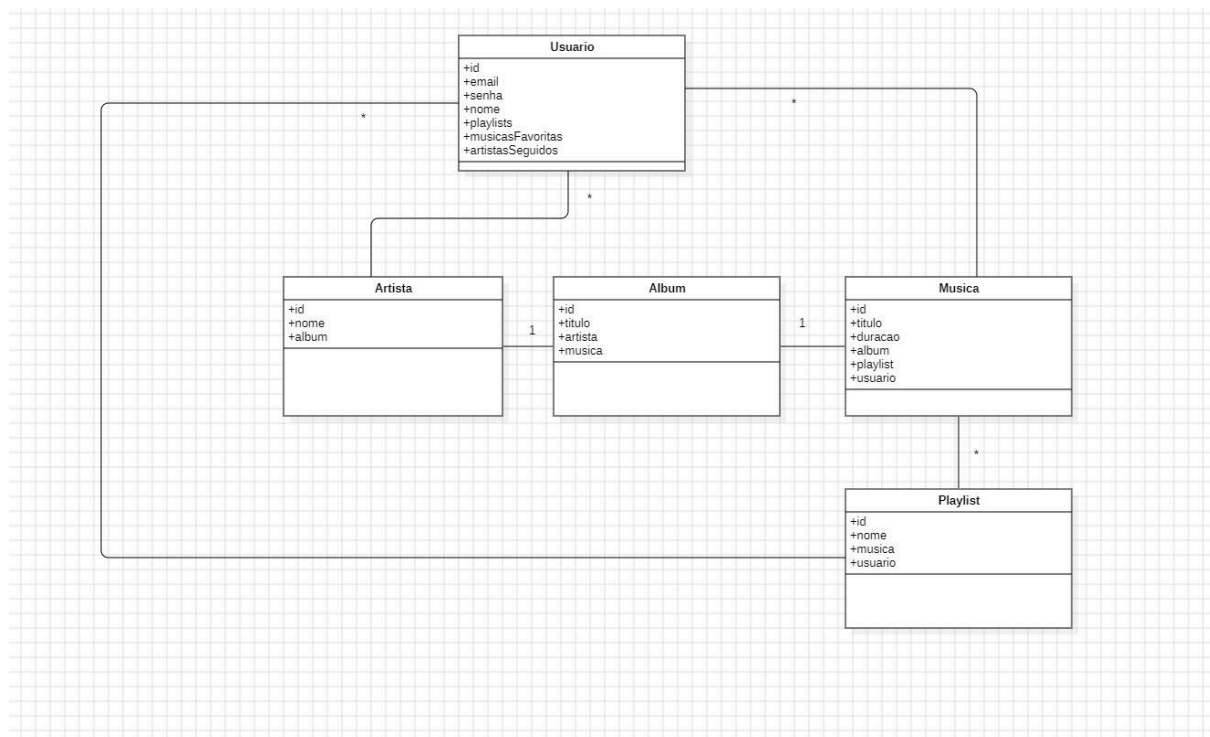 Usuario
+id
+email
+senha
+nome
+playlists
+musicasFavoritas
+artistasSeguidos
*
*
*
Artista
+id
+nome
+album
1
Album
+id
+titulo
+artista
+musica
1
Musica
+id
+titulo
+duracao
+album
+playlist
+usuario
*
Playlist
+id
+nome
+musica
+usuario